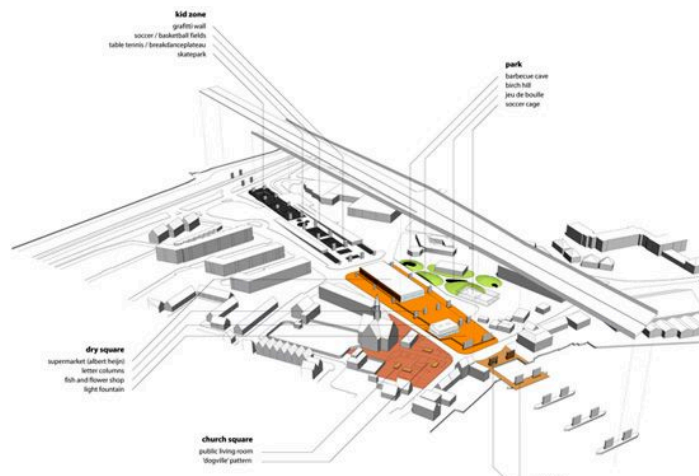 kid zone
grafitti wall
soccer / basketball fields
table tennis / breakdanceplateau
skatepark
park
barbecue cave
birch hill
jeu de boulle
soccer cage
dry square
supermarket (albert heijn)
letter columns
fish and flower shop
light fountain
church square
public living room
'dogville' pattern